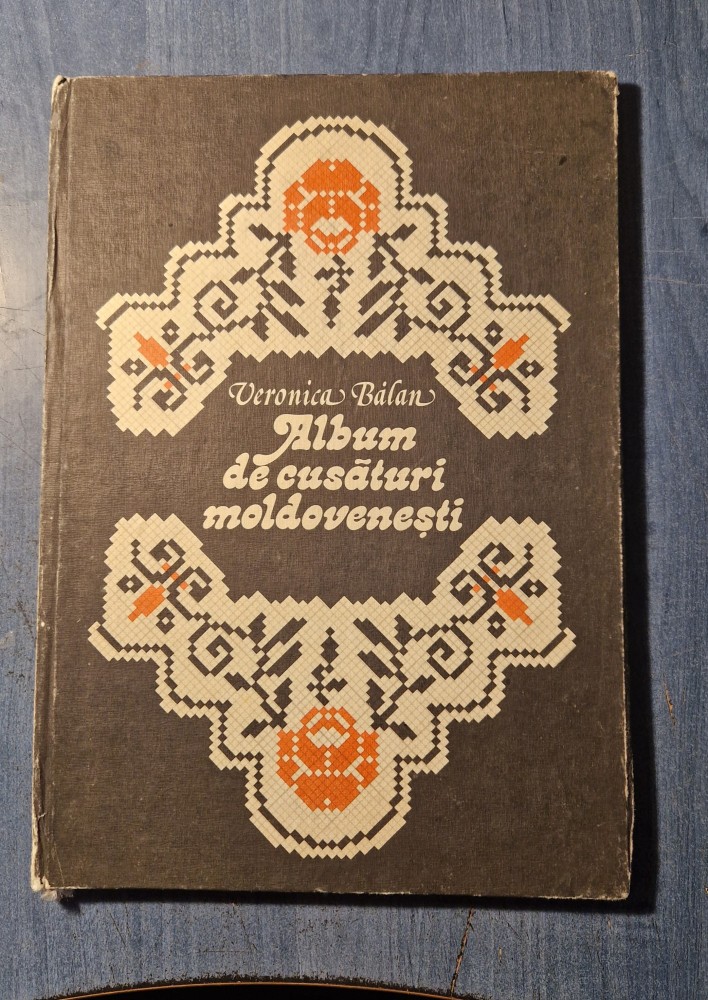 Veronica Bălan
Album
de cusături
moldovenești